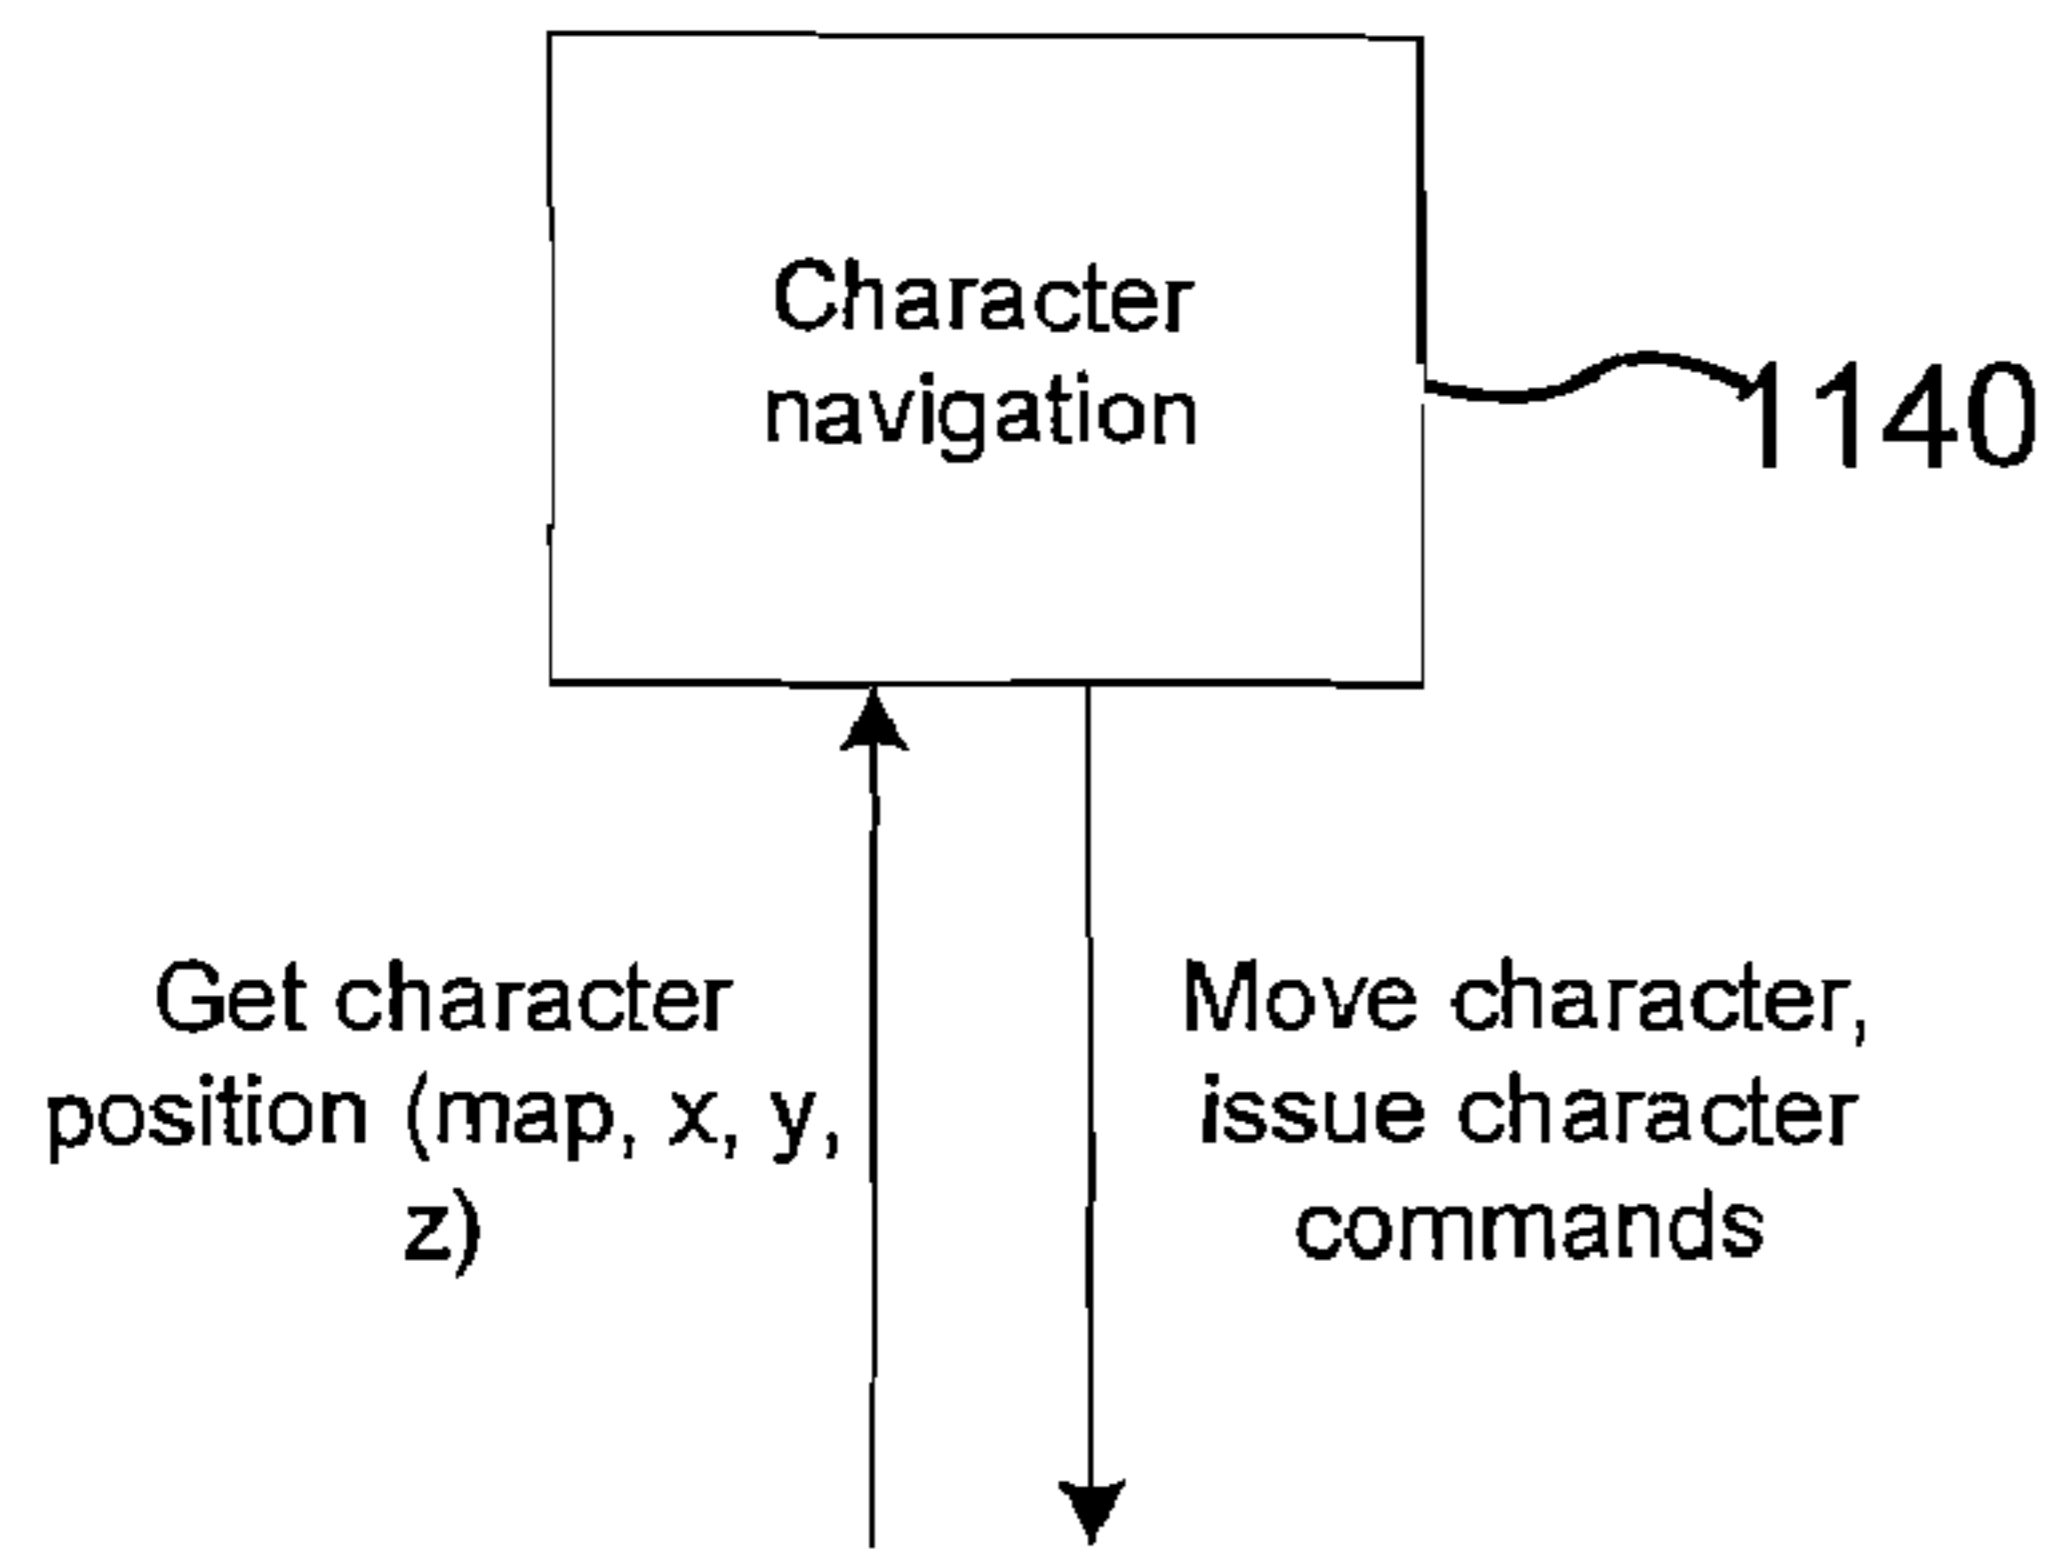 Character
navigation
1140
Get character
position (map, x, y,
z)
Move character,
issue character
commands